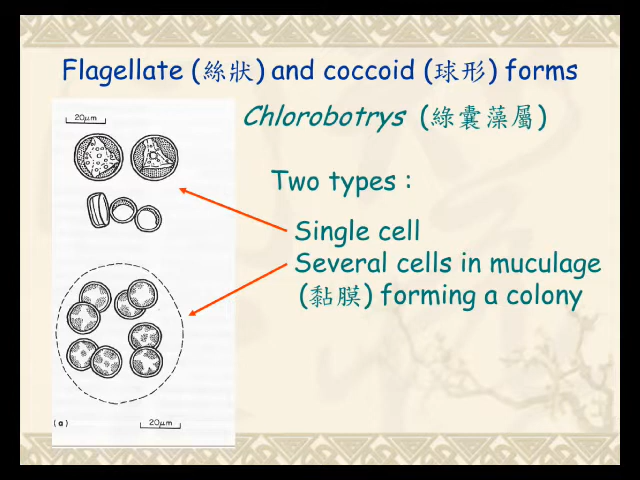 Flagellate (絲狀) and coccoid (球形) forms
20μm
Chlorobotrys (綠囊藻屬)
Two types :
Single cell
Several cells in muculage
(黏膜) forming a colony
(a)
20μm